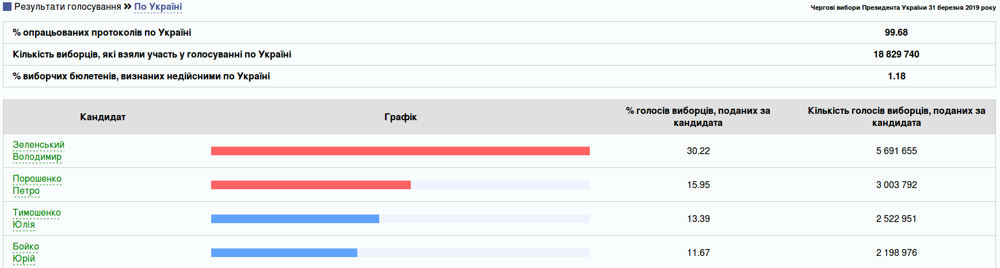 Результати голосування » По Україні
Чергові вибори Президента України 31 березня 2019 року
% опрацьованих протоколів по Україні 99.68
Кількість виборців, які взяли участь у голосуванні по Україні 18 829 740
% виборчих бюлетенів, визнаних недійсними по Україні 1.18
Кандидат Графік % голосів виборців, поданих за кандидата Кількість голосів виборців, поданих за кандидата
Зеленський
Володимир
30.22 5 691 655
Порошенко
Петро
15.95 3 003 792
Тимошенко
Юлія
13.39 2 522 951
Бойко
Юрій
11.67 2 198 976